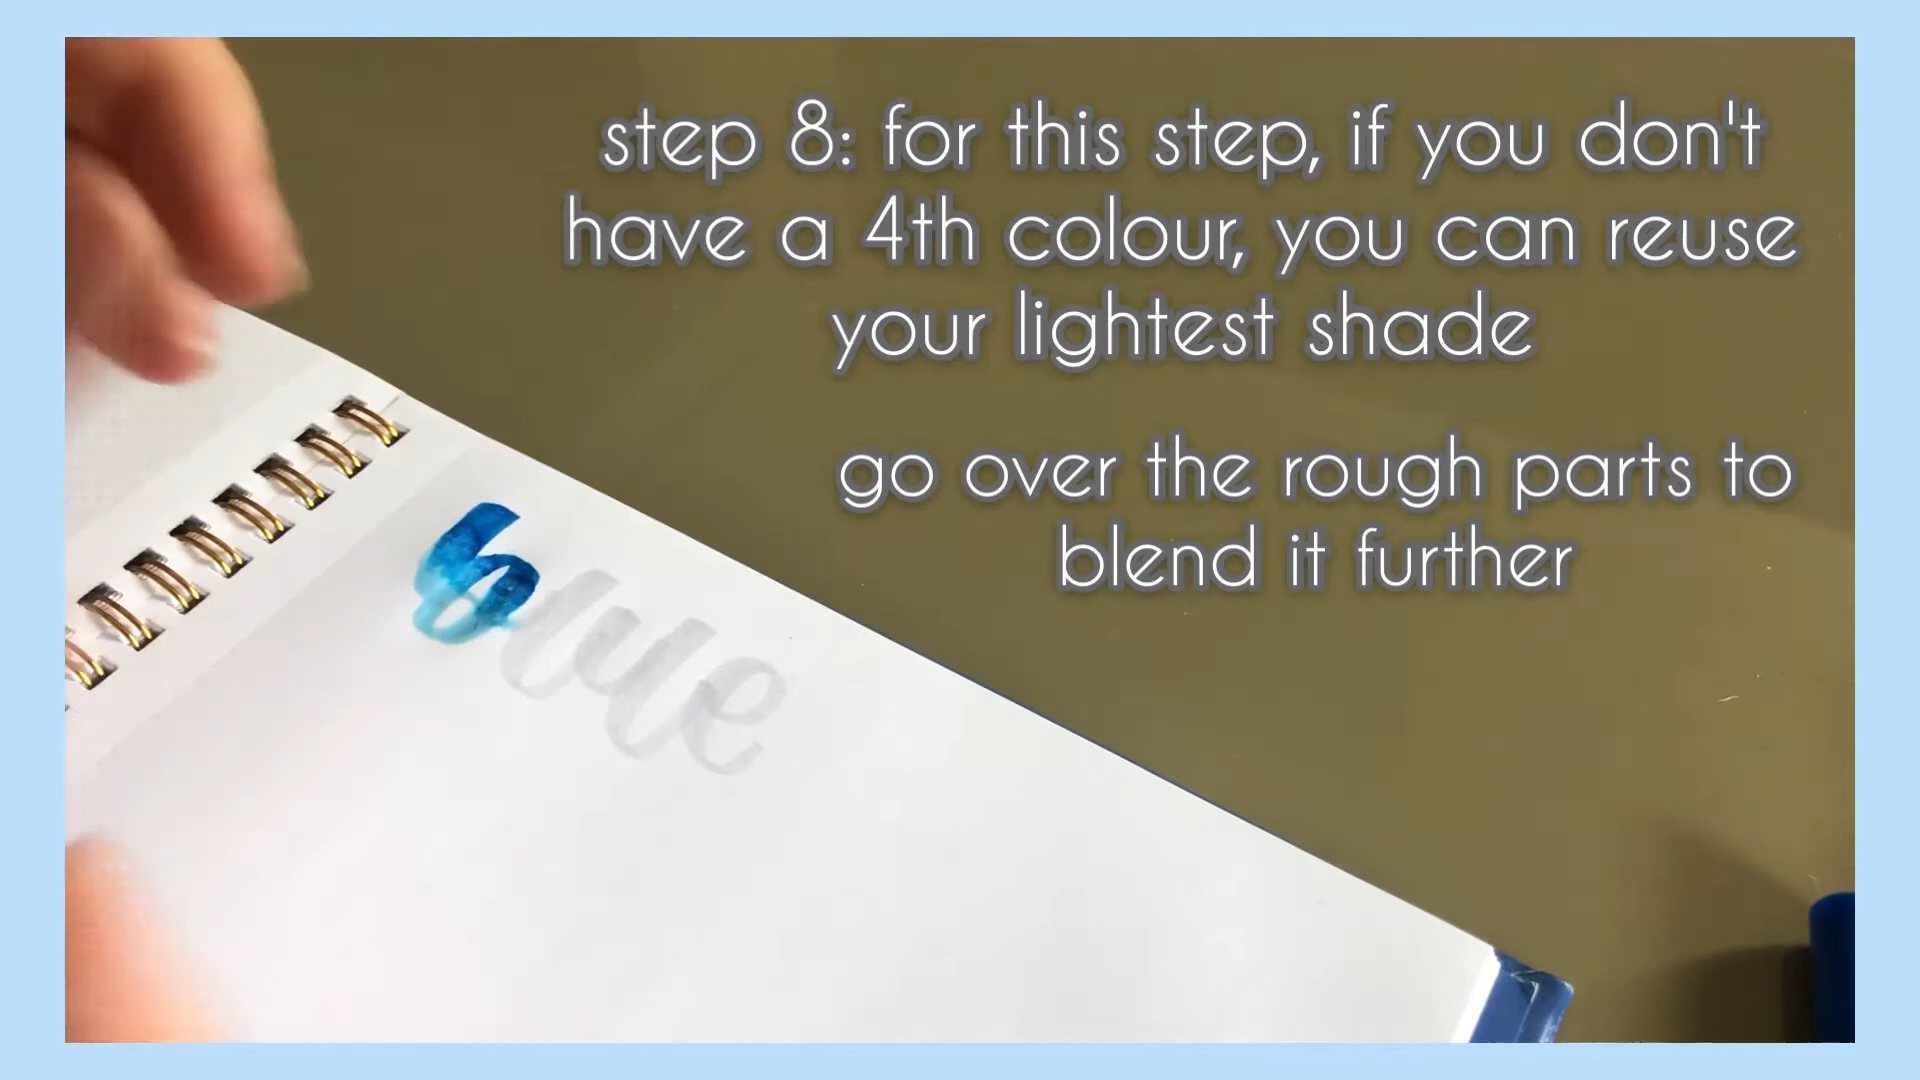 step 8: for this step, if you don't
have a 4th colour, you can reuse
your lightest shade
go over the rough parts to
blend it further
blue